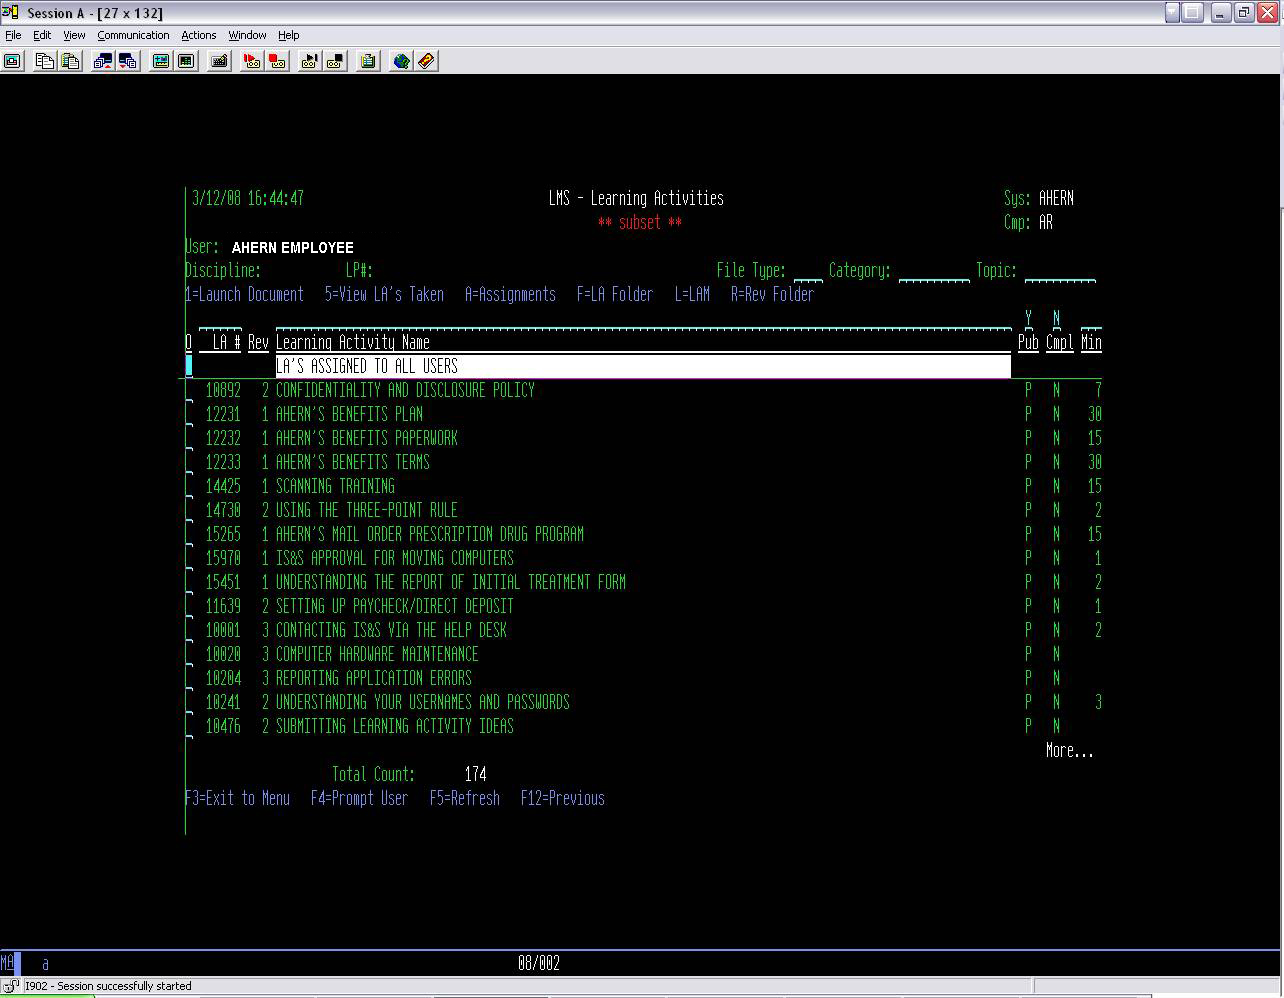 Session A - [27 x 132]
File Edit View Communication Actions Window Help
3/12/08 16:44:47 LMS - Learning Activities Sys: AHERN
** subset ** Cmp: AR
User: AHERN EMPLOYEE
Discipline: LP#: File Type: Category: Topic:
1=Launch Document 5=View LA's Taken A=Assignments F=LA Folder L=LAM R=Rev Folder
Y N
O LA # Rev Learning Activity Name Pub Cmpl Min
LA'S ASSIGNED TO ALL USERS
10892 2 CONFIDENTIALITY AND DISCLOSURE POLICY P N 7
12231 1 AHERN'S BENEFITS PLAN P N 30
12232 1 AHERN'S BENEFITS PAPERWORK P N 15
12233 1 AHERN'S BENEFITS TERMS P N 30
14425 1 SCANNING TRAINING P N 15
14730 2 USING THE THREE-POINT RULE P N 2
15265 1 AHERN'S MAIL ORDER PRESCRIPTION DRUG PROGRAM P N 15
15970 1 IS&S APPROVAL FOR MOVING COMPUTERS P N 1
15451 1 UNDERSTANDING THE REPORT OF INITIAL TREATMENT FORM P N 2
11639 2 SETTING UP PAYCHECK/DIRECT DEPOSIT P N 1
10001 3 CONTACTING IS&S VIA THE HELP DESK P N 2
10020 3 COMPUTER HARDWARE MAINTENANCE P N
10204 3 REPORTING APPLICATION ERRORS P N
10241 2 UNDERSTANDING YOUR USERNAMES AND PASSWORDS P N 3
10476 2 SUBMITTING LEARNING ACTIVITY IDEAS P N
More...
Total Count: 174
F3=Exit to Menu F4=Prompt User F5=Refresh F12=Previous
MA a 08/002
I902 - Session successfully started